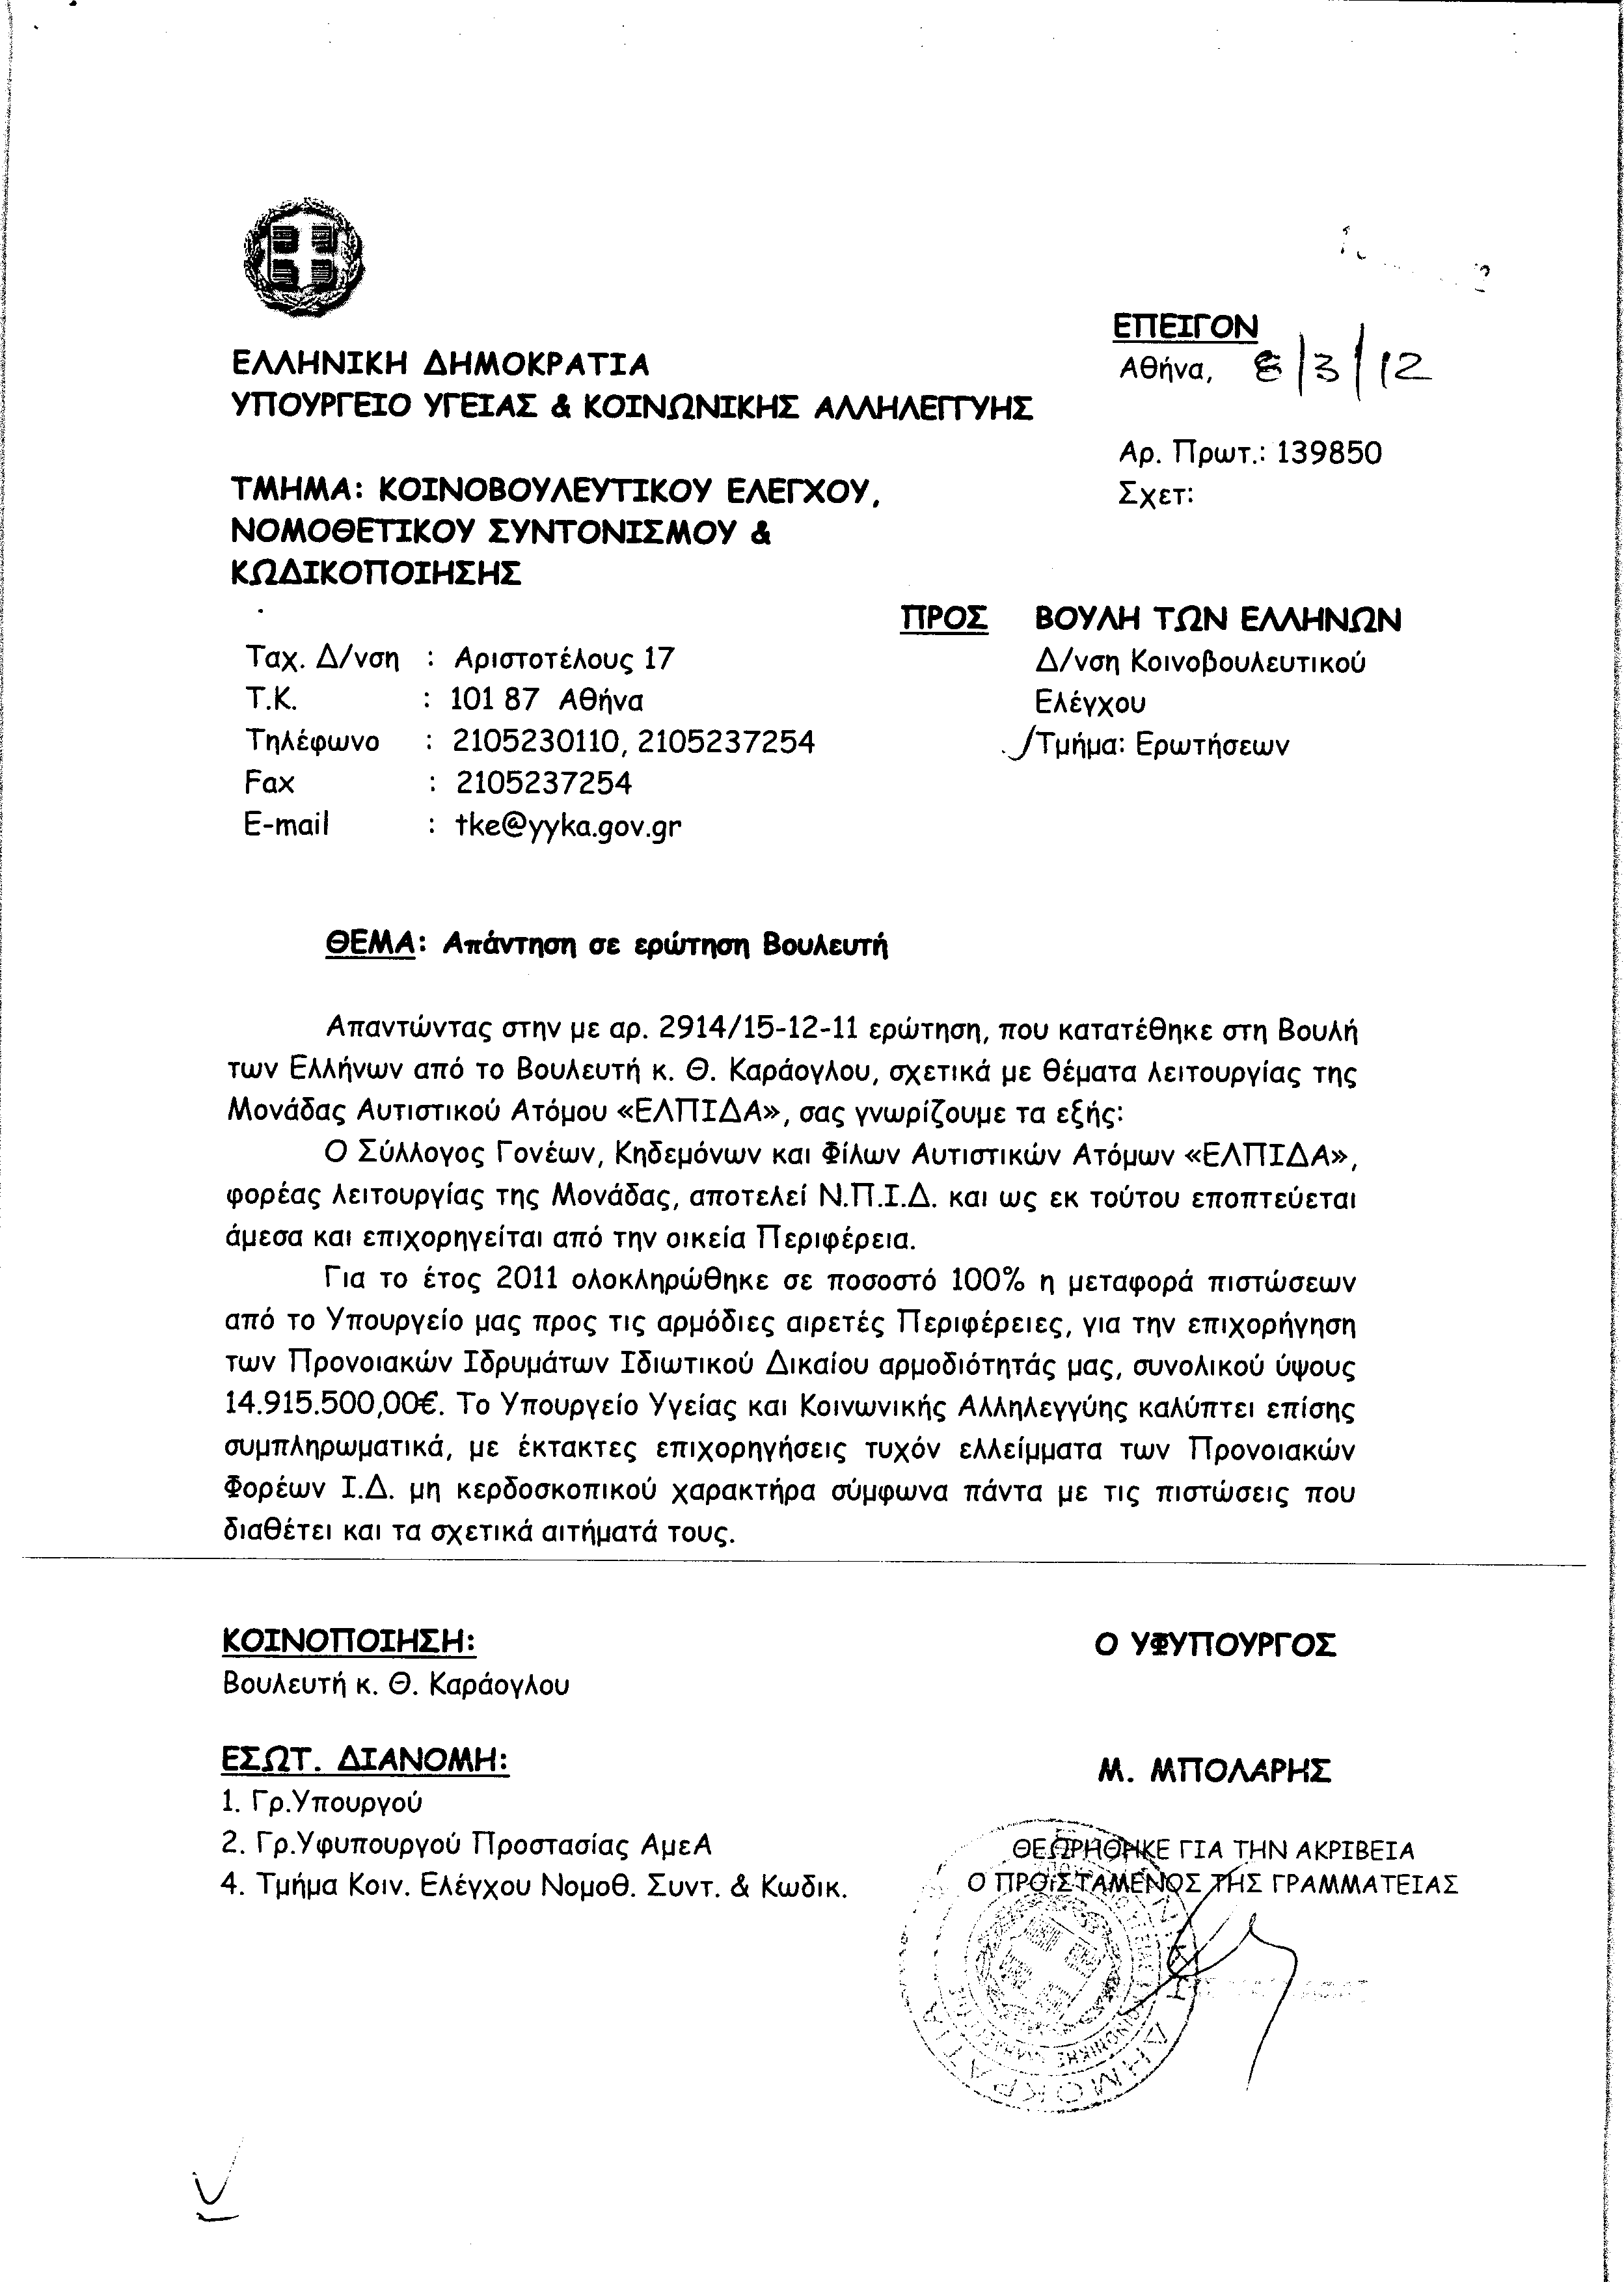 ΕΛΛΗΝΙΚΗ ΔΗΜΟΚΡΑΤΙΑ
ΥΠΟΥΡΓΕΙΟ ΥΓΕΙΑΣ & ΚΟΙΝΩΝΙΚΗΣ ΑΛΛΗΛΕΓΓΥΗΣ
ΤΜΗΜΑ: ΚΟΙΝΟΒΟΥΛΕΥΤΙΚΟΥ ΕΛΕΓΧΟΥ,
ΝΟΜΟΘΕΤΙΚΟΥ ΣΥΝΤΟΝΙΣΜΟΥ &
ΚΩΔΙΚΟΠΟΙΗΣΗΣ
Ταχ. Δ/νση : Αριστοτέλους 17
Τ.Κ. : 101 87 Αθήνα
Τηλέφωνο : 2105230110, 2105237254
Fax : 2105237254
E-mail : tke@yyka.gov.gr
ΕΠΕΙΓΟΝ
Αθήνα, 8/3/12
Αρ. Πρωτ.: 139850
Σχετ:
ΠΡΟΣ ΒΟΥΛΗ ΤΩΝ ΕΛΛΗΝΩΝ
Δ/νση Κοινοβουλευτικού
Ελέγχου
Τμήμα: Ερωτήσεων
ΘΕΜΑ: Απάντηση σε ερώτηση Βουλευτή
Απαντώντας στην με αρ. 2914/15-12-11 ερώτηση, που κατατέθηκε στη Βουλή
των Ελλήνων από το Βουλευτή κ. Θ. Καράογλου, σχετικά με θέματα λειτουργίας της
Μονάδας Αυτιστικού Ατόμου «ΕΛΠΙΔΑ», σας γνωρίζουμε τα εξής:
Ο Σύλλογος Γονέων, Κηδεμόνων και Φίλων Αυτιστικών Ατόμων «ΕΛΠΙΔΑ»,
φορέας λειτουργίας της Μονάδας, αποτελεί Ν.Π.Ι.Δ. και ως εκ τούτου εποπτεύεται
άμεσα και επιχορηγείται από την οικεία Περιφέρεια.
Για το έτος 2011 ολοκληρώθηκε σε ποσοστό 100% η μεταφορά πιστώσεων
από το Υπουργείο μας προς τις αρμόδιες αιρετές Περιφέρειες, για την επιχορήγηση
των Προνοιακών Ιδρυμάτων Ιδιωτικού Δικαίου αρμοδιότητάς μας, συνολικού ύψους
14.915.500,00€. Το Υπουργείο Υγείας και Κοινωνικής Αλληλεγγύης καλύπτει επίσης
συμπληρωματικά, με έκτακτες επιχορηγήσεις τυχόν ελλείμματα των Προνοιακών
Φορέων Ι.Δ. μη κερδοσκοπικού χαρακτήρα σύμφωνα πάντα με τις πιστώσεις που
διαθέτει και τα σχετικά αιτήματά τους.
ΚΟΙΝΟΠΟΙΗΣΗ:
Βουλευτή κ. Θ. Καράογλου
ΕΣΩΤ. ΔΙΑΝΟΜΗ:
1. Γρ.Υπουργού
2. Γρ.Υφυπουργού Προστασίας ΑμεΑ
4. Τμήμα Κοιν. Ελέγχου Νομοθ. Συντ. & Κωδικ.
Ο ΥΦΥΠΟΥΡΓΟΣ
Μ. ΜΠΟΛΑΡΗΣ
ΘΕΩΡΗΘΗΚΕ ΓΙΑ ΤΗΝ ΑΚΡΙΒΕΙΑ
Ο ΠΡΟΪΣΤΑΜΕΝΟΣ ΤΗΣ ΓΡΑΜΜΑΤΕΙΑΣ
ΔΗΜΟΚΡΑΤΙΑ